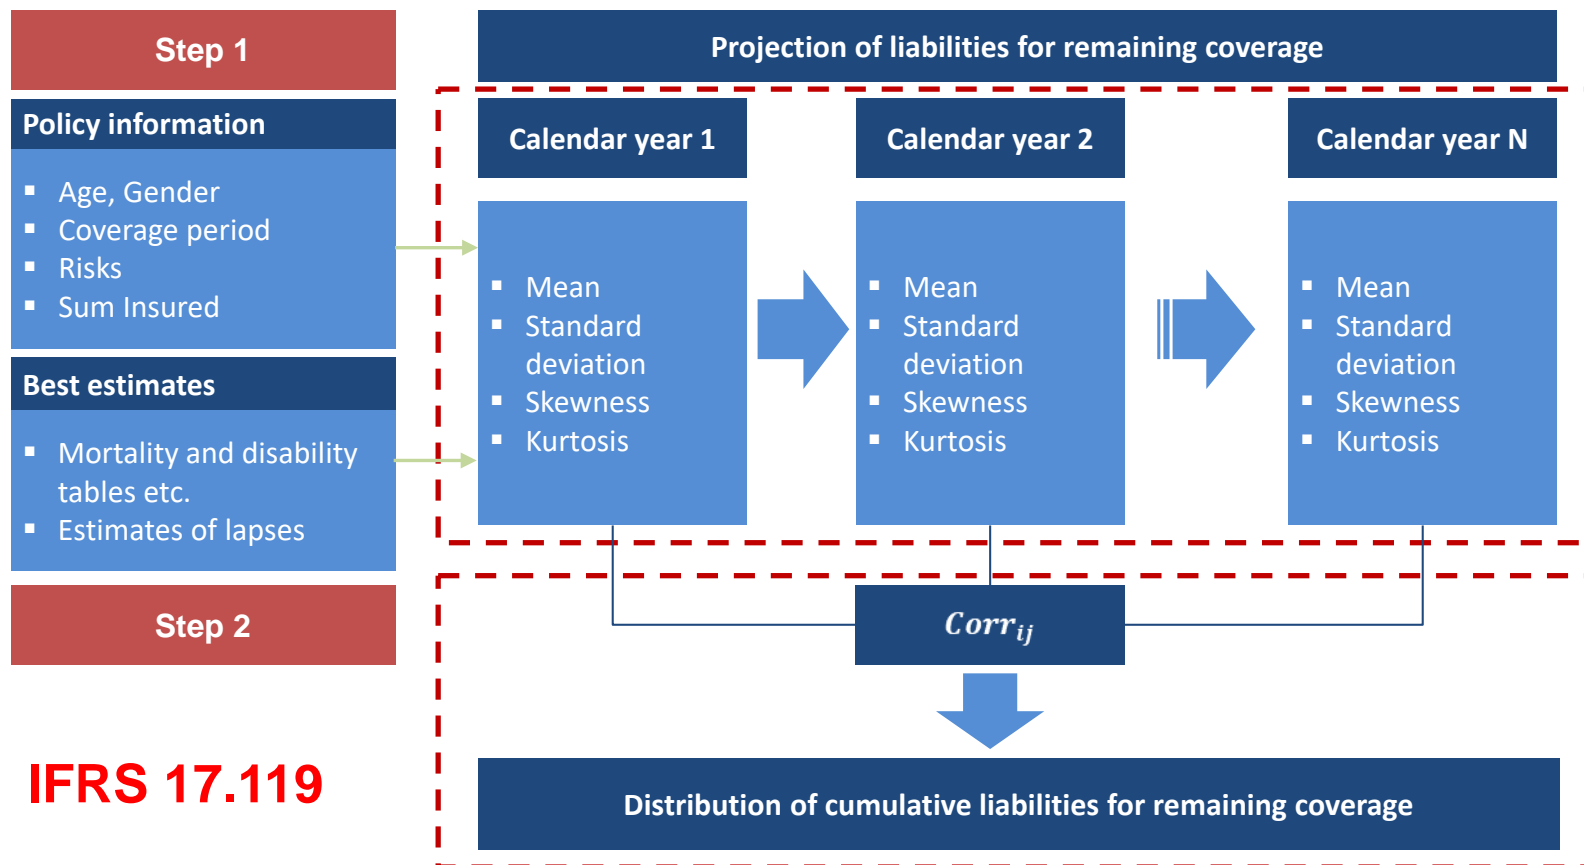 Step 1
Projection of liabilities for remaining coverage
Policy information
▪ Age, Gender
▪ Coverage period
▪ Risks
▪ Sum Insured
Best estimates
▪ Mortality and disability
tables etc.
▪ Estimates of lapses
Calendar year 1
▪ Mean
▪ Standard
deviation
▪ Skewness
▪ Kurtosis
Calendar year 2
▪ Mean
▪ Standard
deviation
▪ Skewness
▪ Kurtosis
Calendar year N
▪ Mean
▪ Standard
deviation
▪ Skewness
▪ Kurtosis
Step 2
Corr_ij
IFRS 17.119
Distribution of cumulative liabilities for remaining coverage